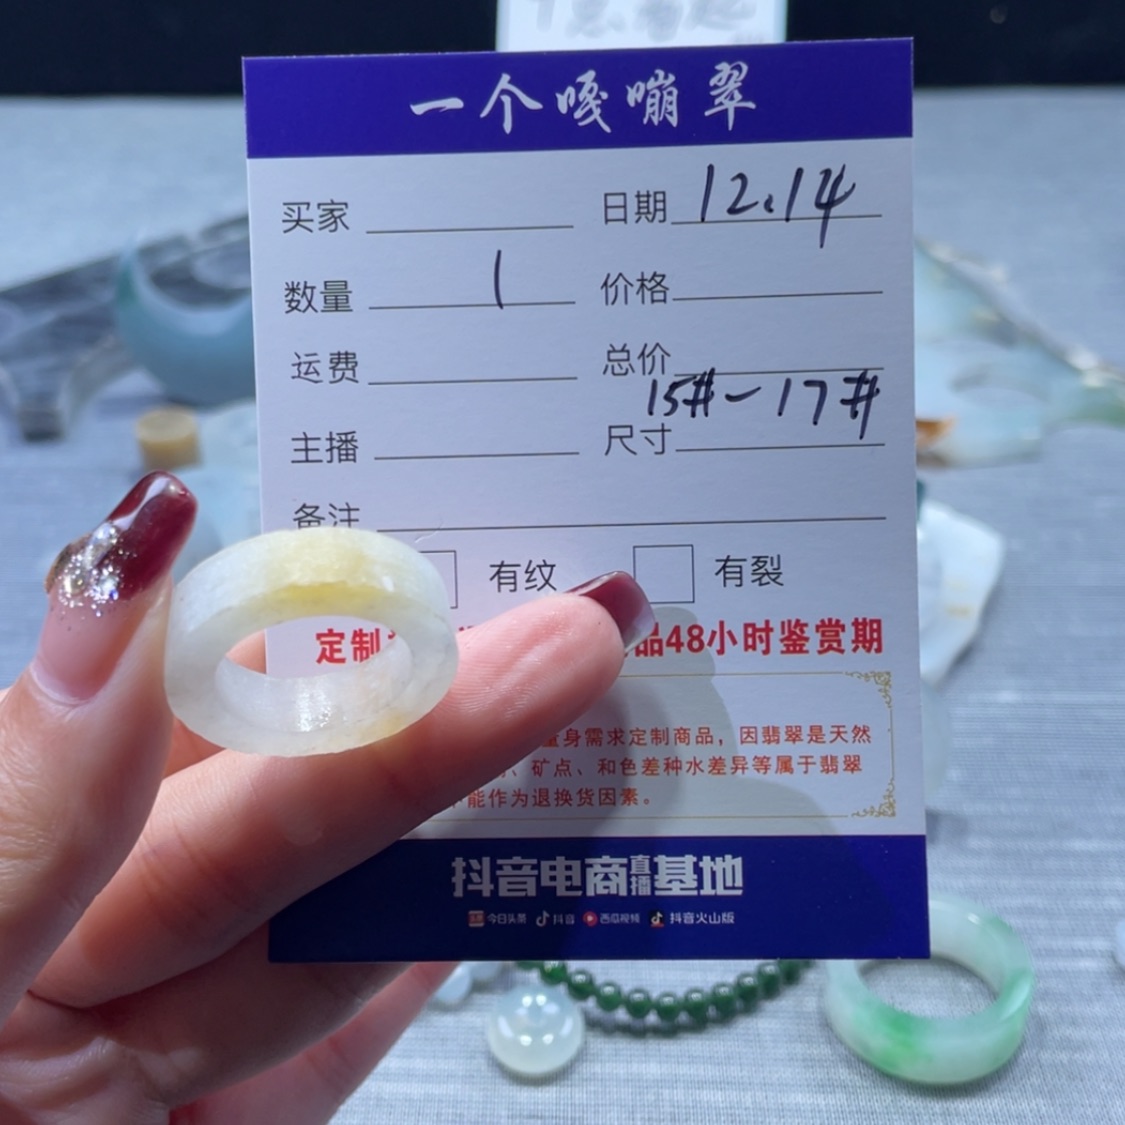 一个嘎嘣翠
买家 日期 12.14
数量 1 价格
运费 总价
主播 尺寸 15#-17#
备注
有纹 有裂
定制 品48小时鉴赏期
量身需求定制商品，因翡翠是天然
、矿点、和色差种水差异等属于翡翠
不能作为退换货因素。
抖音电商直播基地
今日头条 抖音 西瓜视频 抖音火山版